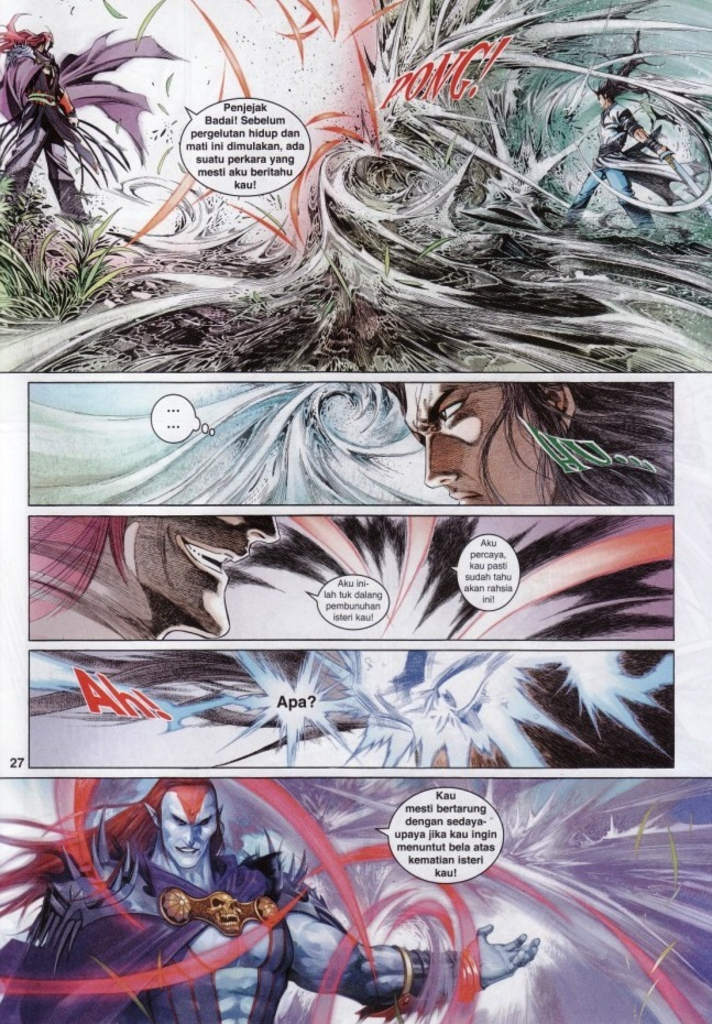 PONG!
Penjejak
Badai! Sebelum
pergelutan hidup dan
mati ini dimulakan, ada
suatu perkara yang
mesti aku beritahu
kau!
...
...
HU...
Aku ini-
lah tuk dalang
pembunuhan
isteri kau!
Aku
percaya,
kau pasti
sudah tahu
akan rahsia
ini!
Ah!
Apa?
27
Kau
mesti bertarung
dengan sedaya-
upaya jika kau ingin
menuntut bela atas
kematian isteri
kau!